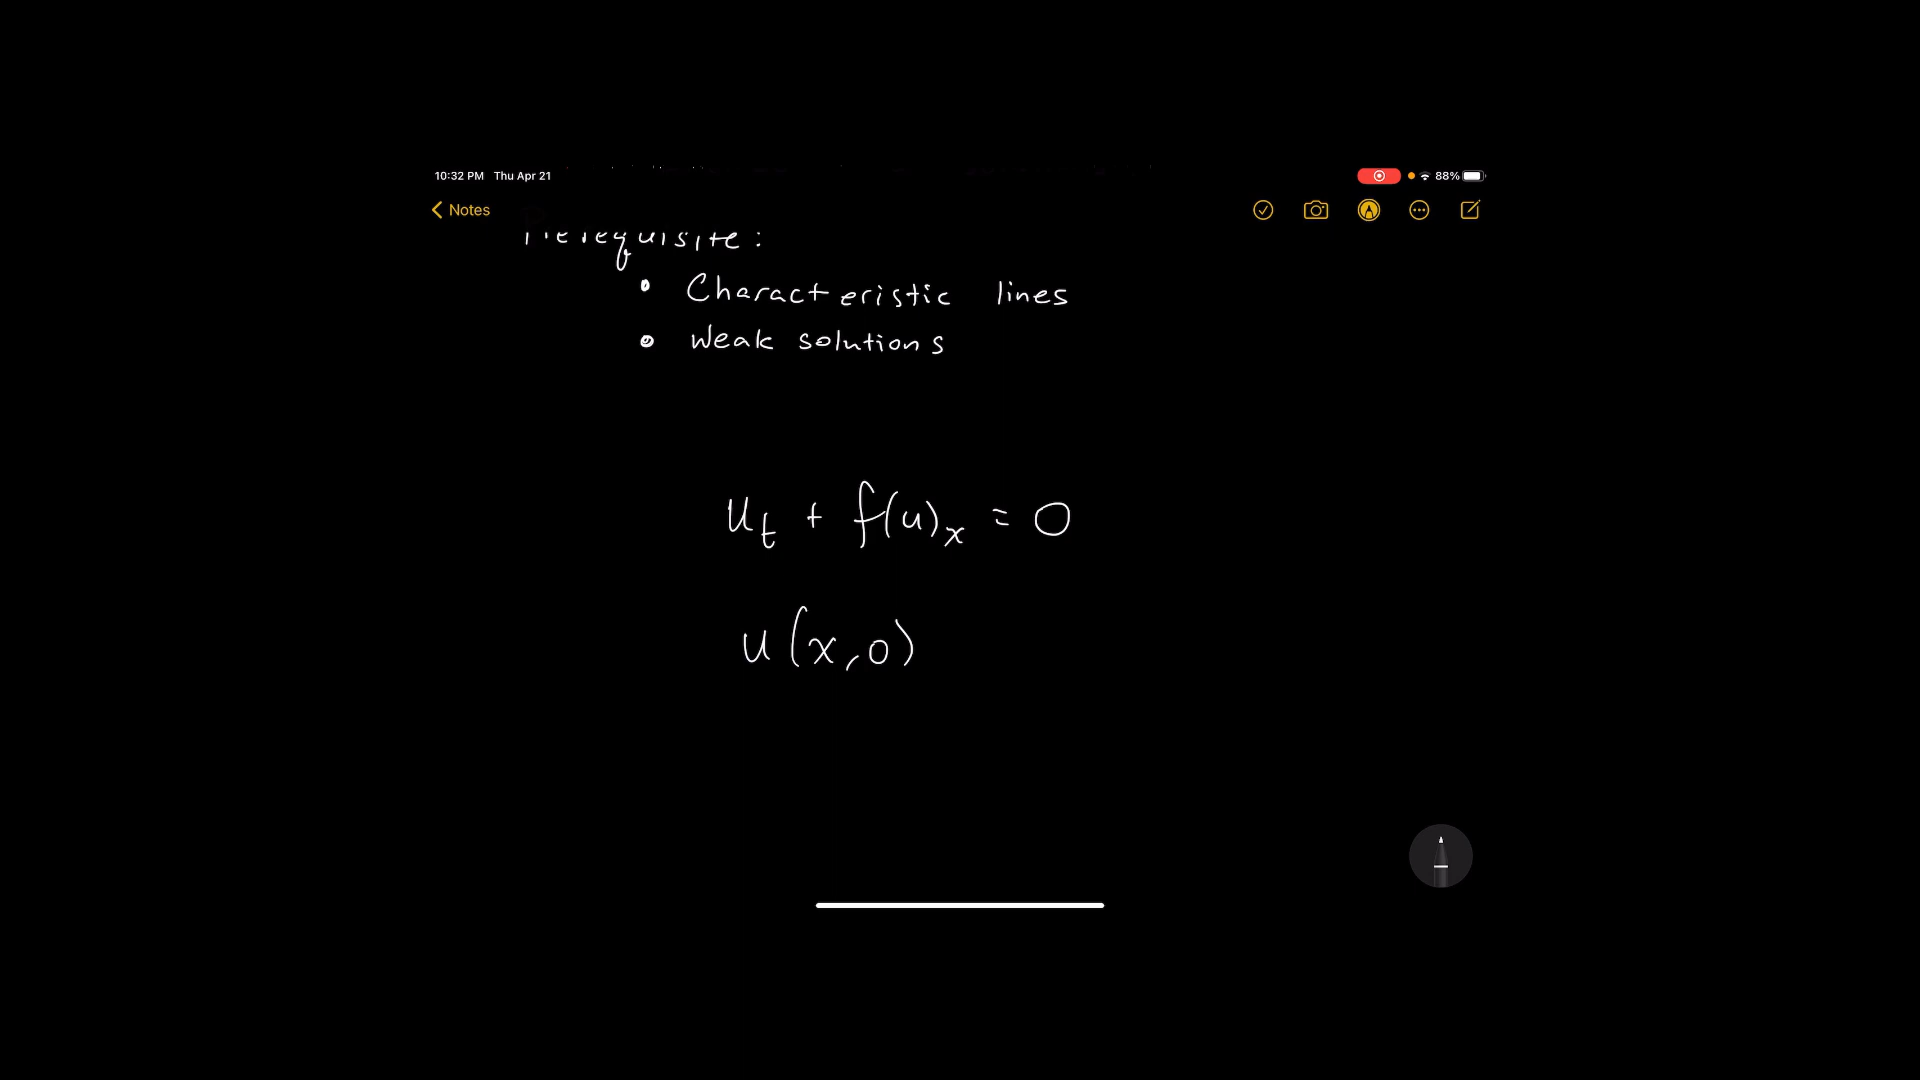 10:32 PM Thu Apr 21 88%
Notes
Prerequisite:
• Characteristic lines
• Weak solutions
u_t + f(u)_x = 0
u(x,0)